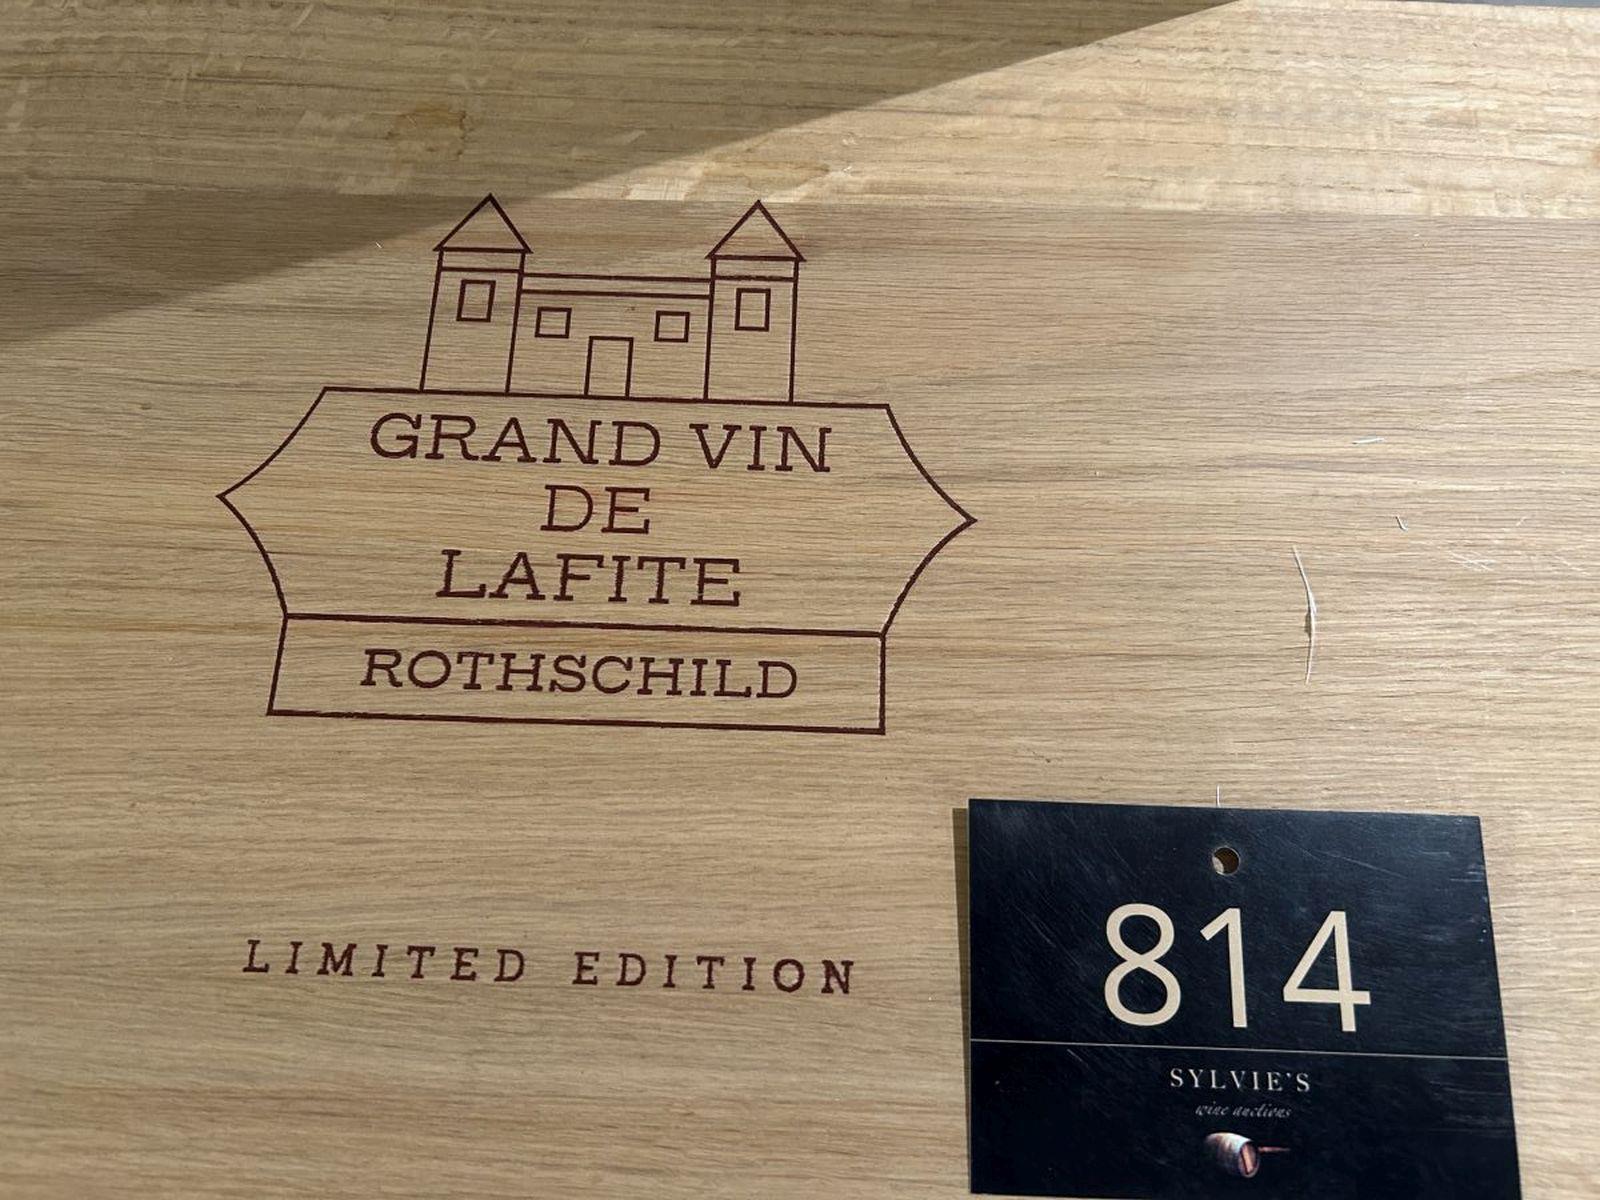 GRAND VIN
DE
LAFITE
ROTHSCHILD
LIMITED EDITION
814
SYLVIE'S
wine auctions